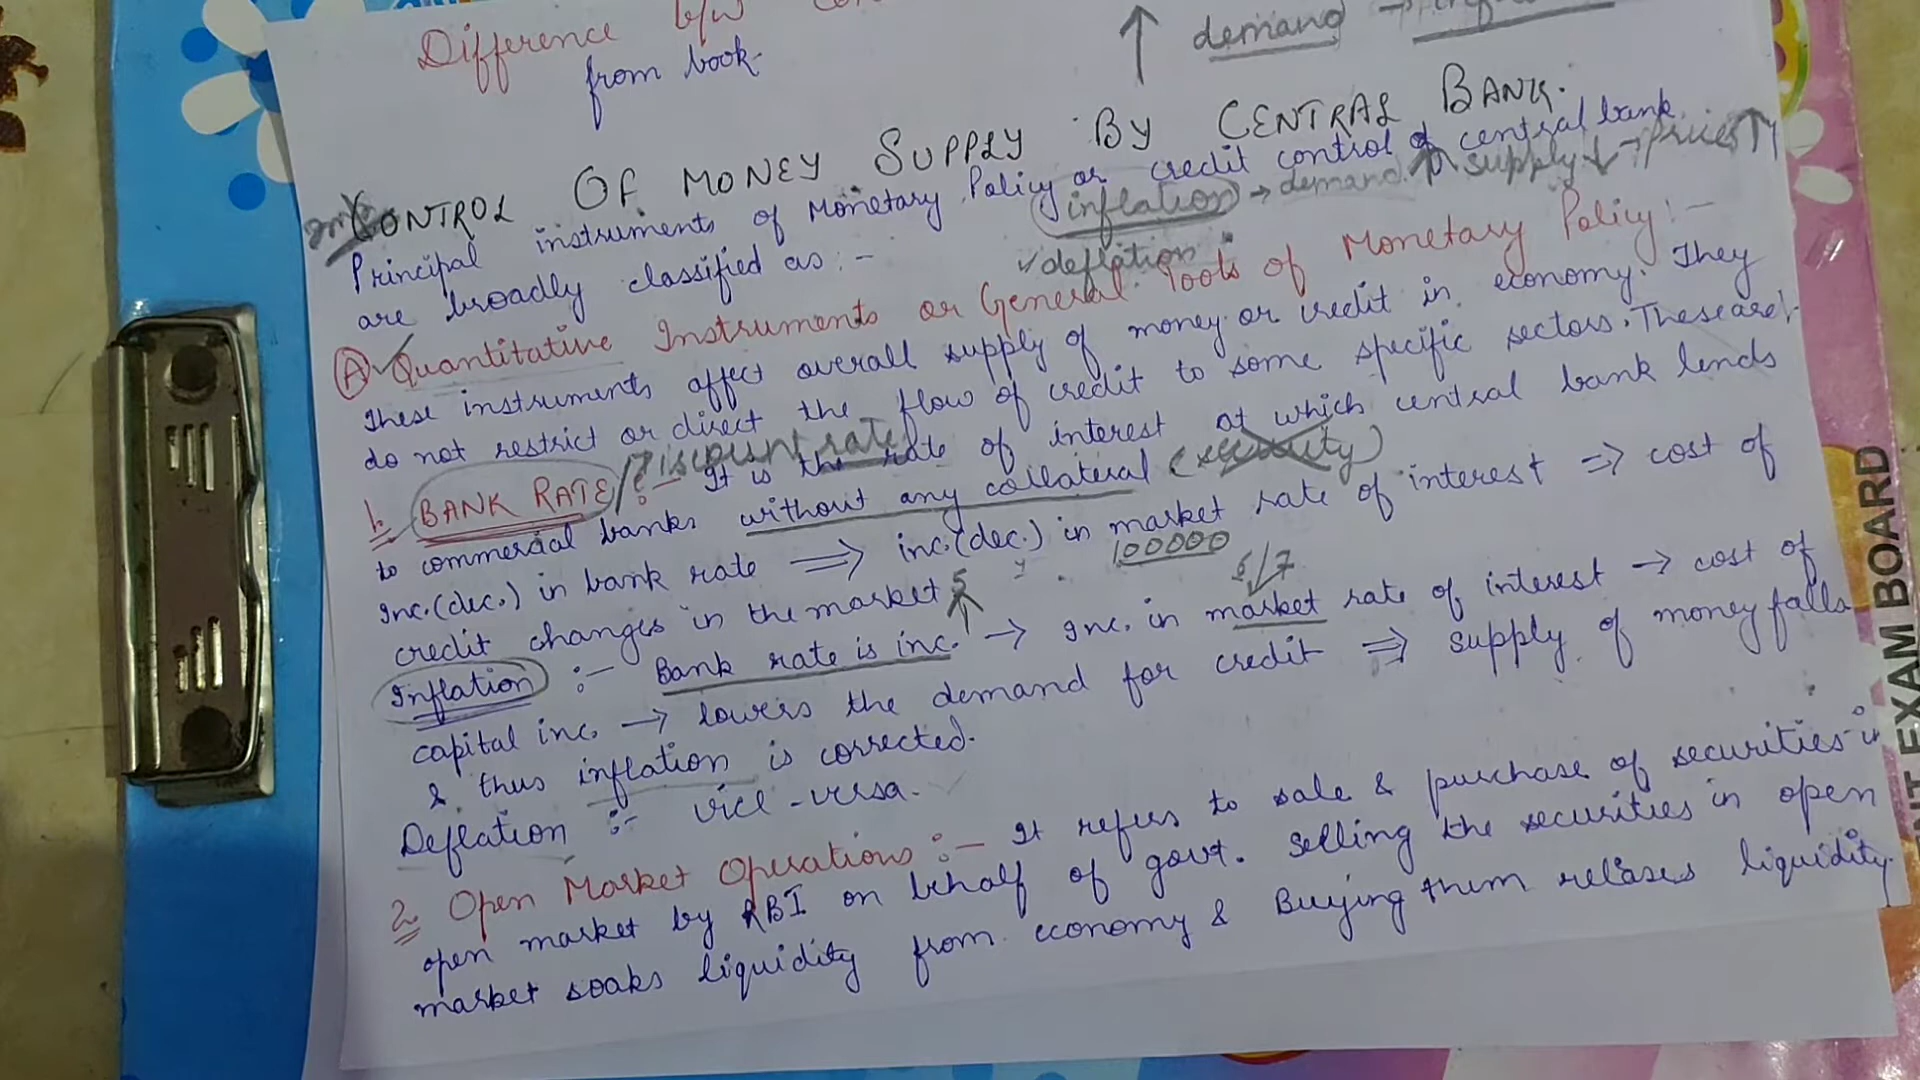 Difference b/w
from book.
↑ demand →
CONTROL OF MONEY SUPPLY BY CENTRAL BANK.
Principal instruments of Monetary Policy or credit control of central bank
inflation → demand ↑ supply ↓ → prices ↑
are broadly classified as :-
✓ deflation
Ⓐ Quantitative Instruments or General Tools of Monetary Policy :-
These instruments affect overall supply of money or credit in economy. They
do not restrict or direct the flow of credit to some specific sectors. These are :-
1. BANK RATE / Discount rate :- It is the rate of interest at which central bank lends
to commercial banks without any collateral (security)
Inc.(dec.) in bank rate ⇒ inc.(dec.) in market rate of interest ⇒ cost of
100000
credit changes in the market
5 6/7
Inflation :- Bank rate is inc. → Inc. in market rate of interest → cost of
capital inc. → lowers the demand for credit ⇒ supply of money falls
& thus inflation is corrected.
Deflation :- vice-versa.
2. Open Market Operations :- It refers to sale & purchase of securities in
open market by RBI on behalf of govt. Selling the securities in open
market soaks liquidity from economy & Buying them relases liquidity.
EXAM BOARD